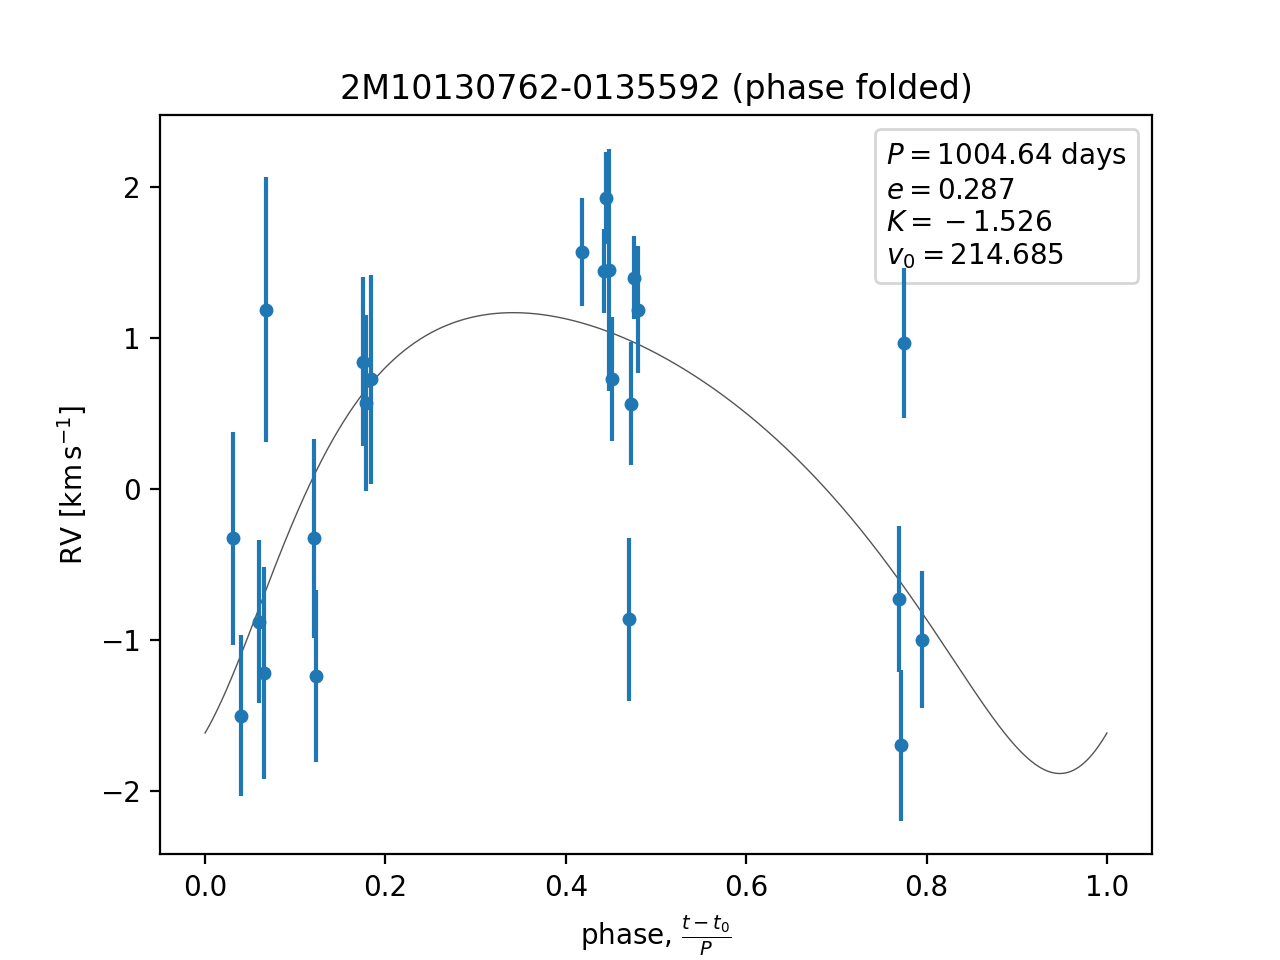 2M10130762-0135592 (phase folded)
P = 1004.64 days
e = 0.287
K = −1.526
v₀ = 214.685
2
1
0
−1
−2
RV [km s⁻¹]
0.0 0.2 0.4 0.6 0.8 1.0
phase, (t − t₀)/P